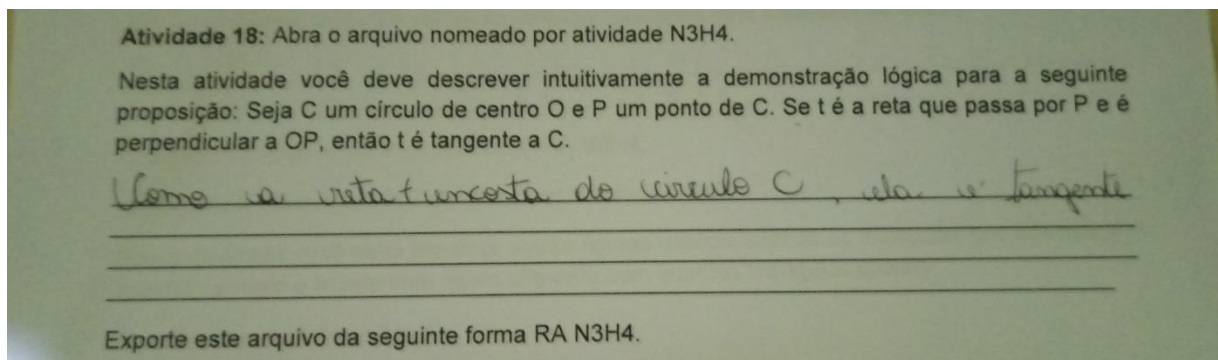 Atividade 18: Abra o arquivo nomeado por atividade N3H4.
Nesta atividade você deve descrever intuitivamente a demonstração lógica para a seguinte
proposição: Seja C um círculo de centro O e P um ponto de C. Se t é a reta que passa por P e é
perpendicular a OP, então t é tangente a C.
Como a reta t encosta do circulo C, ela é tangente
Exporte este arquivo da seguinte forma RA N3H4.